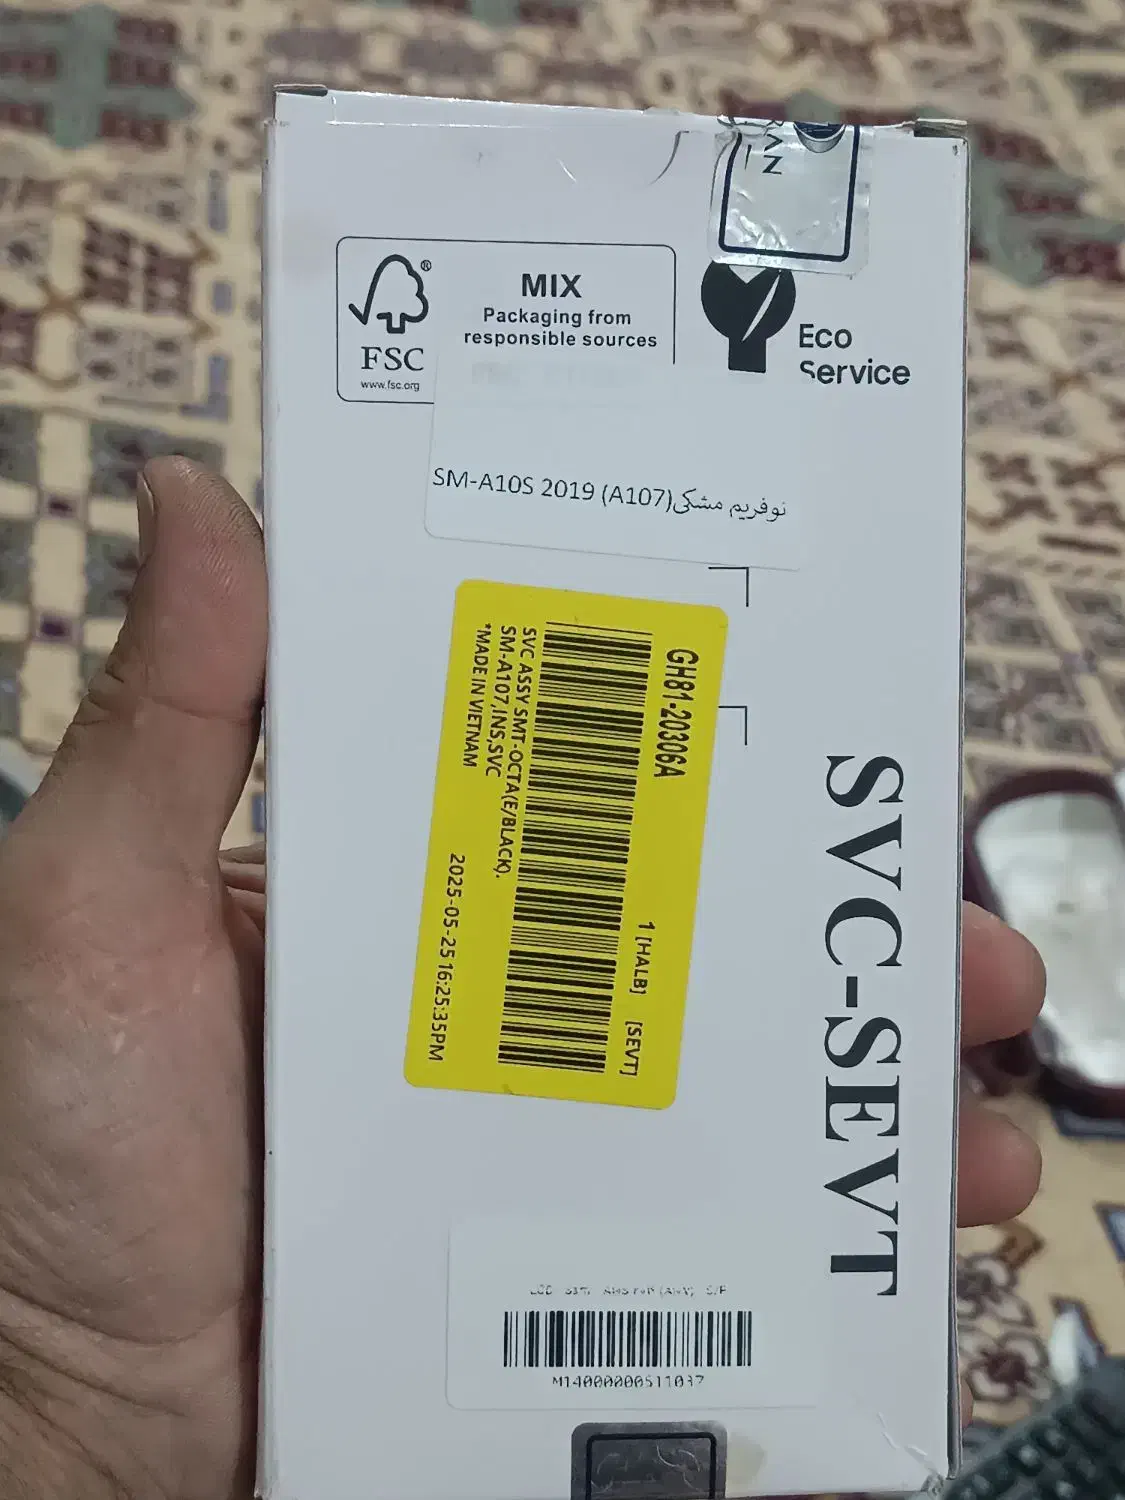 FSC
www.fsc.org
MIX
Packaging from
responsible sources
Eco
Service
SM-A10S 2019 (A107)نوفریم مشکی
GH81-20306A
1 [HALB] [SEVT]
SVC ASSY SMT-OCTA(E/BLACK).
SM-A107,INS,SVC
*MADE IN VIETNAM
2025-05-25 16:25:35PM
SVC-SEVT
M14000000511037